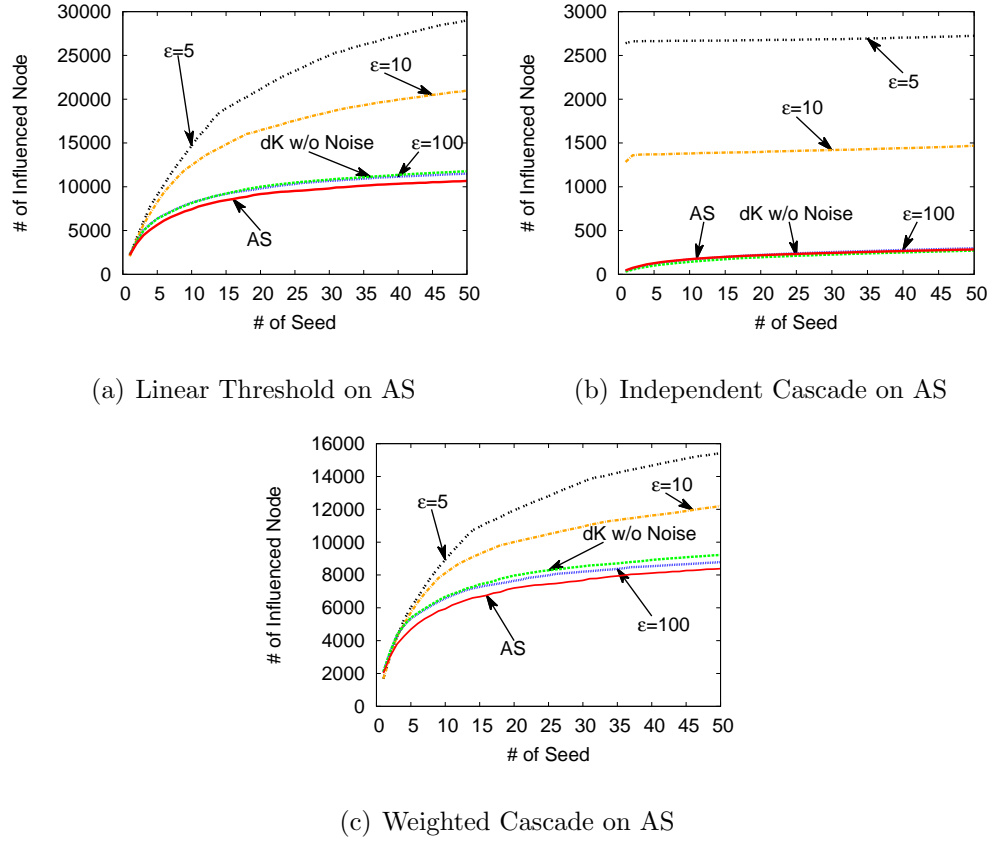 30000
25000
20000
15000
10000
5000
0
# of Influenced Node
ε=5
ε=10
dK w/o Noise
ε=100
AS
0 5 10 15 20 25 30 35 40 45 50
# of Seed
(a) Linear Threshold on AS
3000
2500
2000
1500
1000
500
0
# of Influenced Node
ε=5
ε=10
AS
dK w/o Noise
ε=100
0 5 10 15 20 25 30 35 40 45 50
# of Seed
(b) Independent Cascade on AS
16000
14000
12000
10000
8000
6000
4000
2000
0
# of Influenced Node
ε=5
ε=10
dK w/o Noise
ε=100
AS
0 5 10 15 20 25 30 35 40 45 50
# of Seed
(c) Weighted Cascade on AS